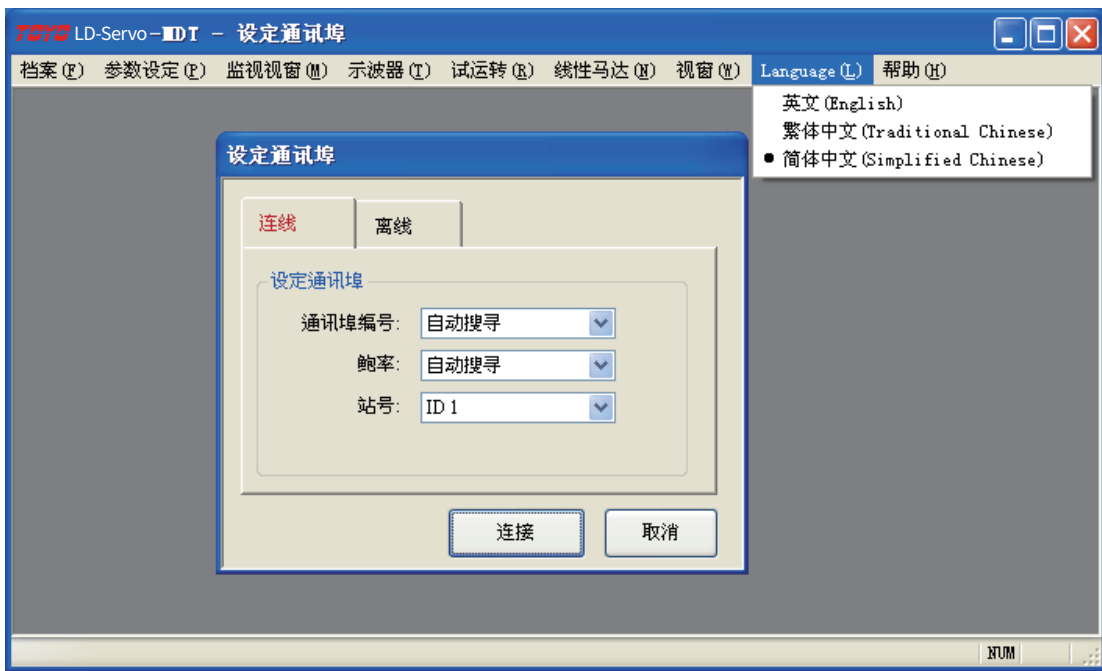 TOYO LD-Servo-MDT - 设定通讯埠
档案(F) 参数设定(P) 监视视窗(M) 示波器(T) 试运转(R) 线性马达(N) 视窗(W) Language(L) 帮助(H)
英文(English)
繁体中文(Traditional Chinese)
简体中文(Simplified Chinese)
设定通讯埠
连线 离线
设定通讯埠
通讯埠编号: 自动搜寻
鲍率: 自动搜寻
站号: ID 1
连接 取消
NUM